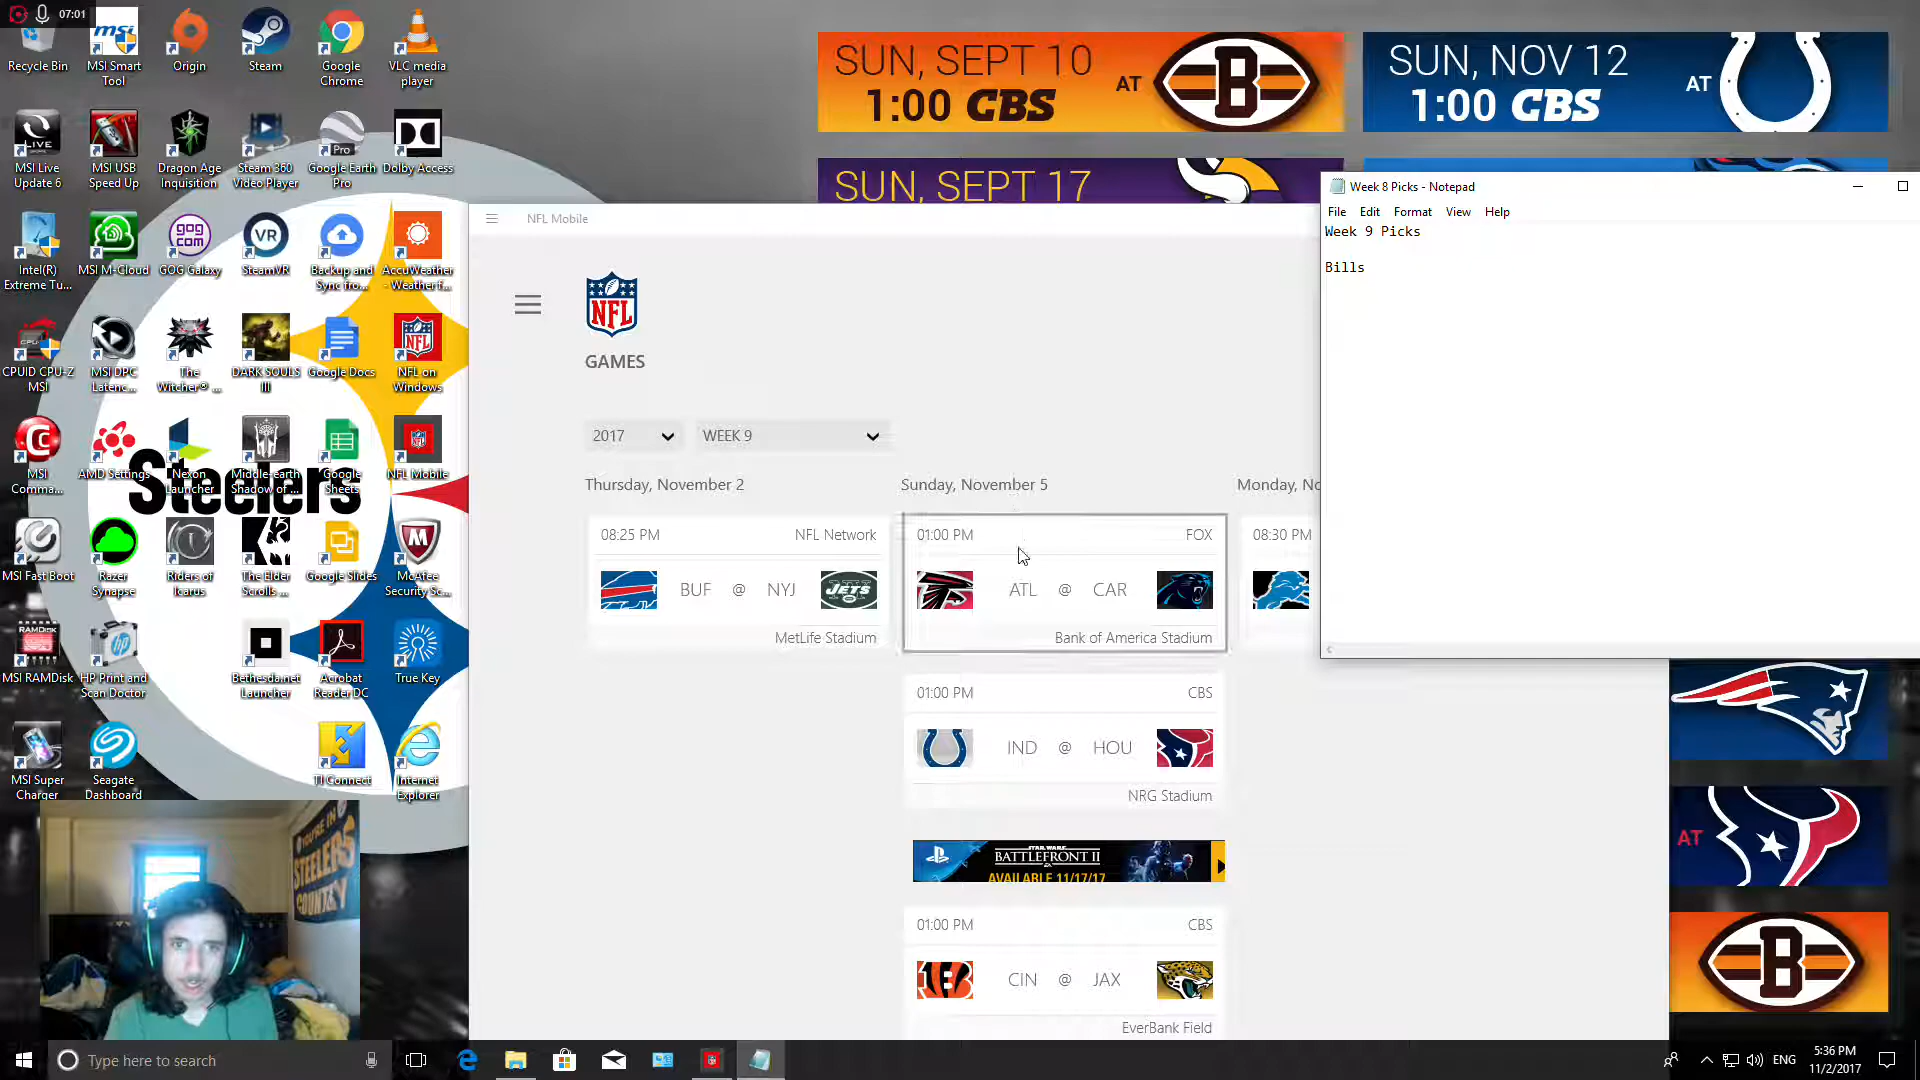 07:01
Recycle Bin
MSI Smart
Tool
Origin
Steam
Google
Chrome
VLC media
player
MSI Live
Update 6
MSI USB
Speed Up
Dragon Age
Inquisition
Steam 360
Video Player
Google Earth
Pro
Dolby Access
Intel(R)
Extreme Tu...
MSI M-Cloud
GOG Galaxy
SteamVR
Backup and
Sync fro...
AccuWeather
- Weather f...
CPUID CPU-Z
MSI
MSI DPC
Latenc...
The
Witcher® ...
DARK SOULS
III
Google Docs
NFL on
Windows
MSI
Comma...
AMD Settings
Nexon
Launcher
Middle-earth
Shadow of ...
Google
Sheets
NFL Mobile
Steelers
MSI Fast Boot
Razer
Synapse
Riders of
Icarus
The Elder
Scrolls ...
Google Slides
McAfee
Security Sc...
MSI RAMDisk
HP Print and
Scan Doctor
Bethesda.net
Launcher
Acrobat
Reader DC
True Key
MSI Super
Charger
Seagate
Dashboard
TI Connect
Internet
Explorer
YOU'RE IN
STEELERS
COUNTRY
SUN, SEPT 10
1:00 CBS
AT
B
SUN, NOV 12
1:00 CBS
AT
SUN, SEPT 17
NFL Mobile
NFL
GAMES
2017
WEEK 9
Thursday, November 2
08:25 PM
NFL Network
BUF @ NYJ
JETS
MetLife Stadium
Sunday, November 5
01:00 PM
FOX
ATL @ CAR
Bank of America Stadium
01:00 PM
CBS
IND @ HOU
NRG Stadium
STAR WARS
BATTLEFRONT II
AVAILABLE 11/17/17
01:00 PM
CBS
CIN @ JAX
EverBank Field
Monday, No
08:30 PM
Week 8 Picks - Notepad
File Edit Format View Help
Week 9 Picks
Bills
AT
B
Type here to search
ENG
5:36 PM
11/2/2017